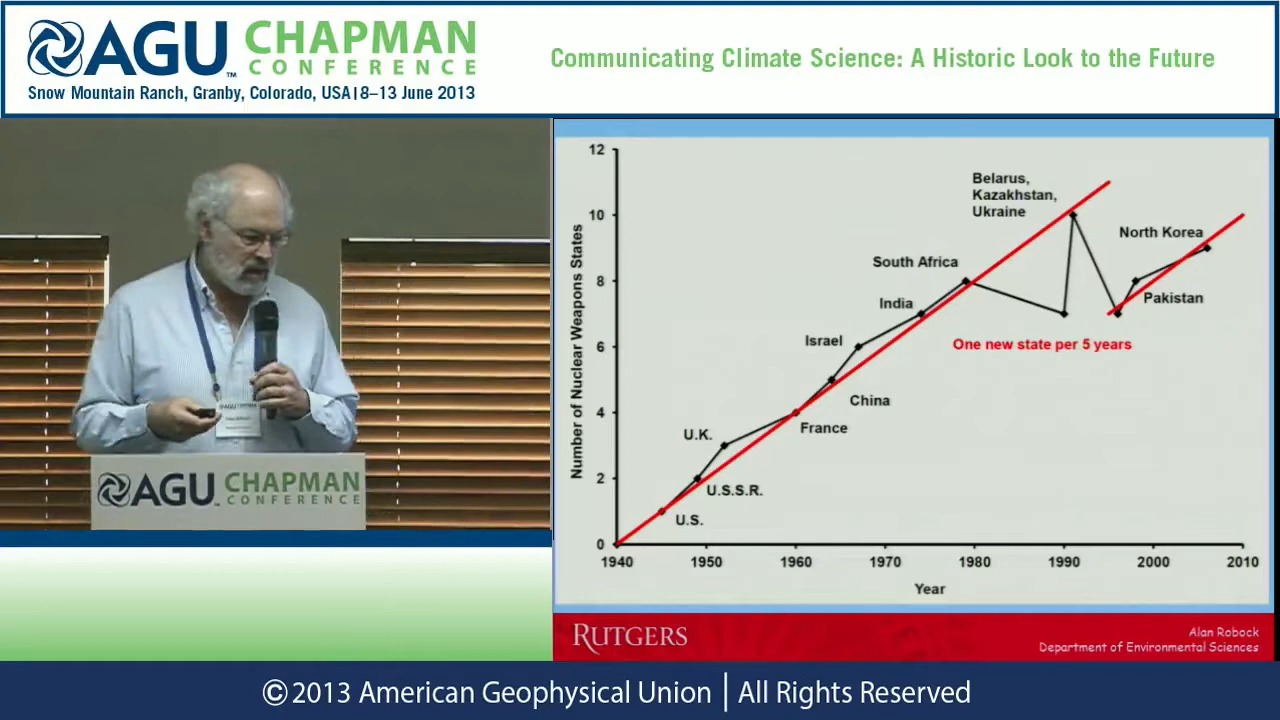 AGU™ CHAPMAN
CONFERENCE
Snow Mountain Ranch, Granby, Colorado, USA|8–13 June 2013
Communicating Climate Science: A Historic Look to the Future
AGU CHAPMAN
CONFERENCE
Number of Nuclear Weapons States
12
10
8
6
4
2
0
1940
1950
1960
1970
1980
1990
2000
2010
Year
U.S.
U.S.S.R.
U.K.
France
China
Israel
India
South Africa
Belarus,
Kazakhstan,
Ukraine
North Korea
Pakistan
One new state per 5 years
RUTGERS
Alan Robock
Department of Environmental Sciences
©2013 American Geophysical Union | All Rights Reserved